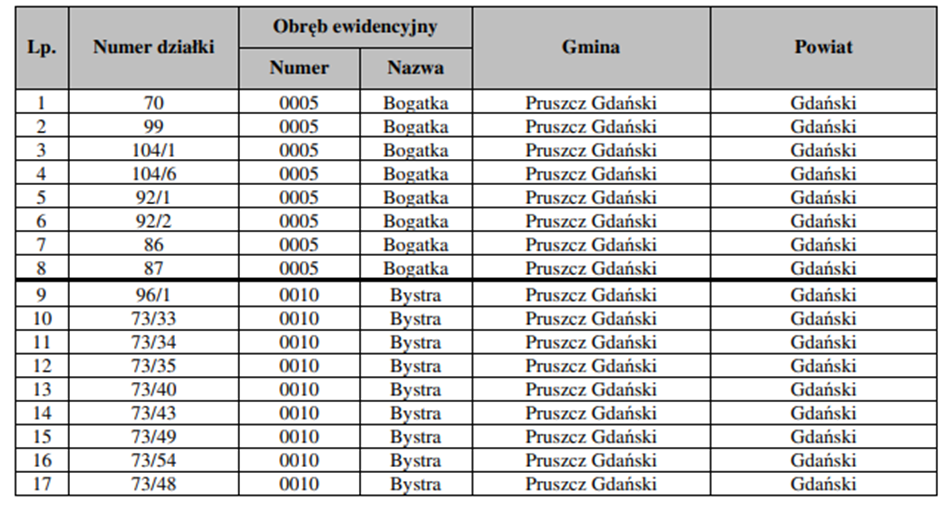 Lp. Numer działki Obręb ewidencyjny Gmina Powiat
Numer Nazwa
1 70 0005 Bogatka Pruszcz Gdański Gdański
2 99 0005 Bogatka Pruszcz Gdański Gdański
3 104/1 0005 Bogatka Pruszcz Gdański Gdański
4 104/6 0005 Bogatka Pruszcz Gdański Gdański
5 92/1 0005 Bogatka Pruszcz Gdański Gdański
6 92/2 0005 Bogatka Pruszcz Gdański Gdański
7 86 0005 Bogatka Pruszcz Gdański Gdański
8 87 0005 Bogatka Pruszcz Gdański Gdański
9 96/1 0010 Bystra Pruszcz Gdański Gdański
10 73/33 0010 Bystra Pruszcz Gdański Gdański
11 73/34 0010 Bystra Pruszcz Gdański Gdański
12 73/35 0010 Bystra Pruszcz Gdański Gdański
13 73/40 0010 Bystra Pruszcz Gdański Gdański
14 73/43 0010 Bystra Pruszcz Gdański Gdański
15 73/49 0010 Bystra Pruszcz Gdański Gdański
16 73/54 0010 Bystra Pruszcz Gdański Gdański
17 73/48 0010 Bystra Pruszcz Gdański Gdański